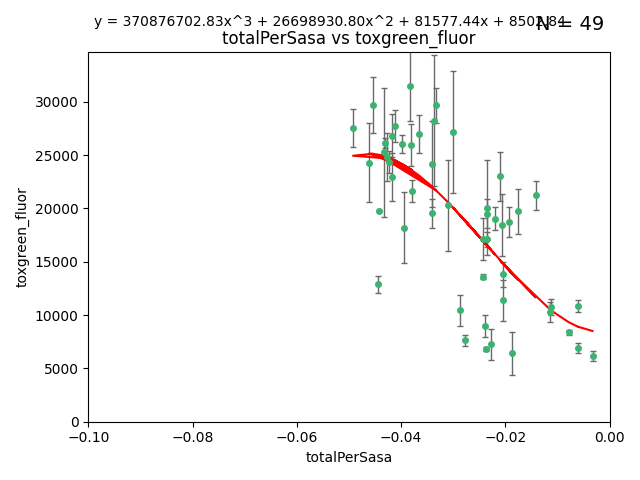 y = 370876702.83x^3 + 26698930.80x^2 + 81577.44x + 8502.84
N = 49
totalPerSasa vs toxgreen_fluor
30000
25000
20000
15000
10000
5000
0
toxgreen_fluor
−0.10 −0.08 −0.06 −0.04 −0.02 0.00
totalPerSasa